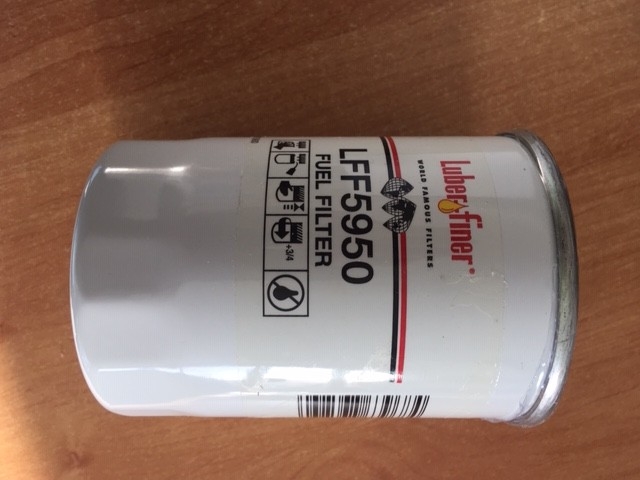 Luber-finer®
WORLD FAMOUS FILTERS
LFF5950
FUEL FILTER
+3/4